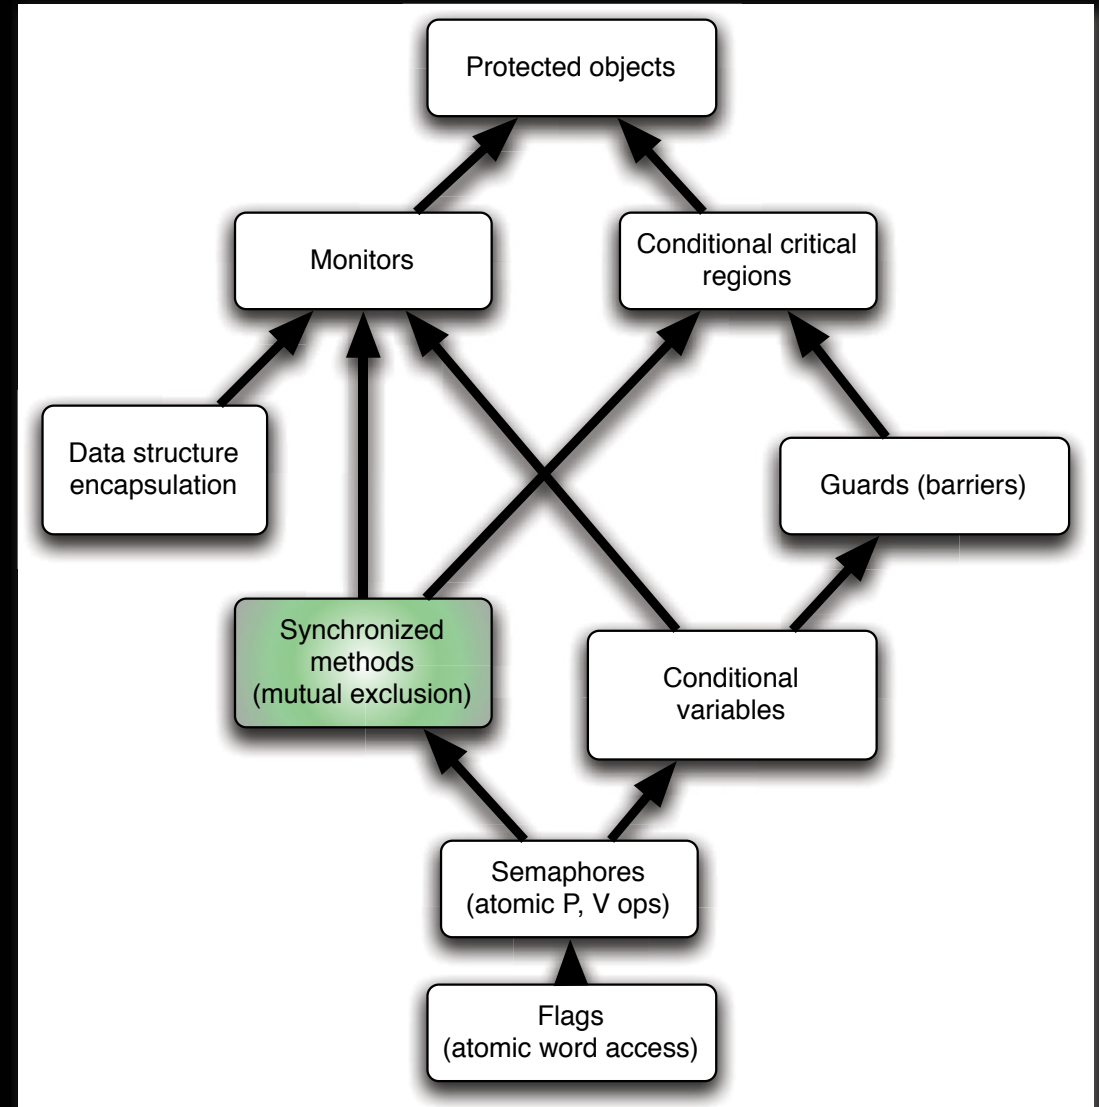 Protected objects
Monitors
Conditional critical
regions
Data structure
encapsulation
Guards (barriers)
Synchronized
methods
(mutual exclusion)
Conditional
variables
Semaphores
(atomic P, V ops)
Flags
(atomic word access)